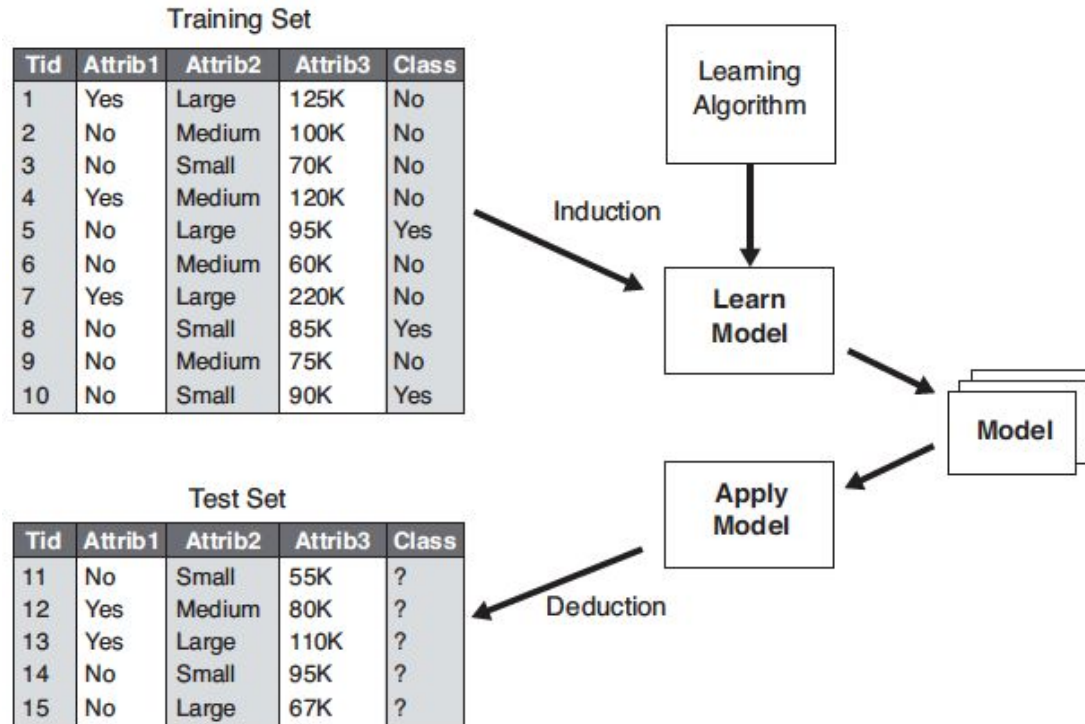 Training Set
Tid Attrib1 Attrib2 Attrib3 Class
1 Yes Large 125K No
2 No Medium 100K No
3 No Small 70K No
4 Yes Medium 120K No
5 No Large 95K Yes
6 No Medium 60K No
7 Yes Large 220K No
8 No Small 85K Yes
9 No Medium 75K No
10 No Small 90K Yes
Learning
Algorithm
Induction
Learn
Model
Model
Apply
Model
Deduction
Test Set
Tid Attrib1 Attrib2 Attrib3 Class
11 No Small 55K ?
12 Yes Medium 80K ?
13 Yes Large 110K ?
14 No Small 95K ?
15 No Large 67K ?